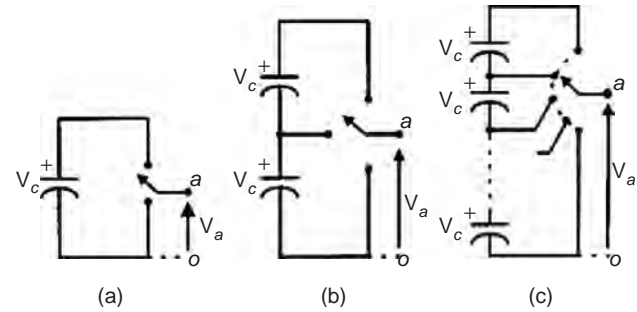 V_c + a V_a o
(a)
V_c + V_c + a V_a o
(b)
V_c + V_c + V_c + a V_a o
(c)